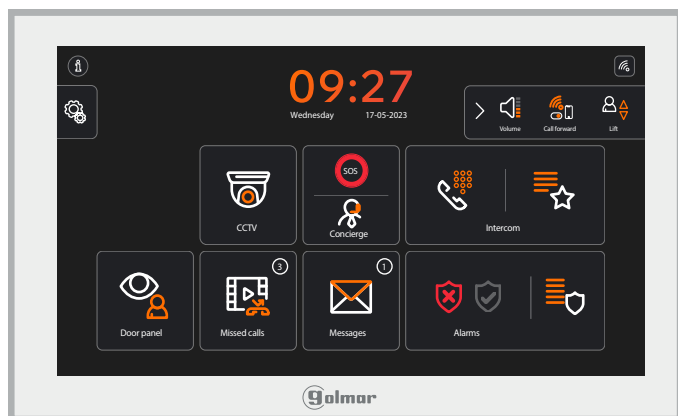 09:27
Wednesday 17-05-2023
Volume Call forward Lift
SOS
CCTV
Concierge
Intercom
3
1
Door panel Missed calls Messages Alarms
golmar